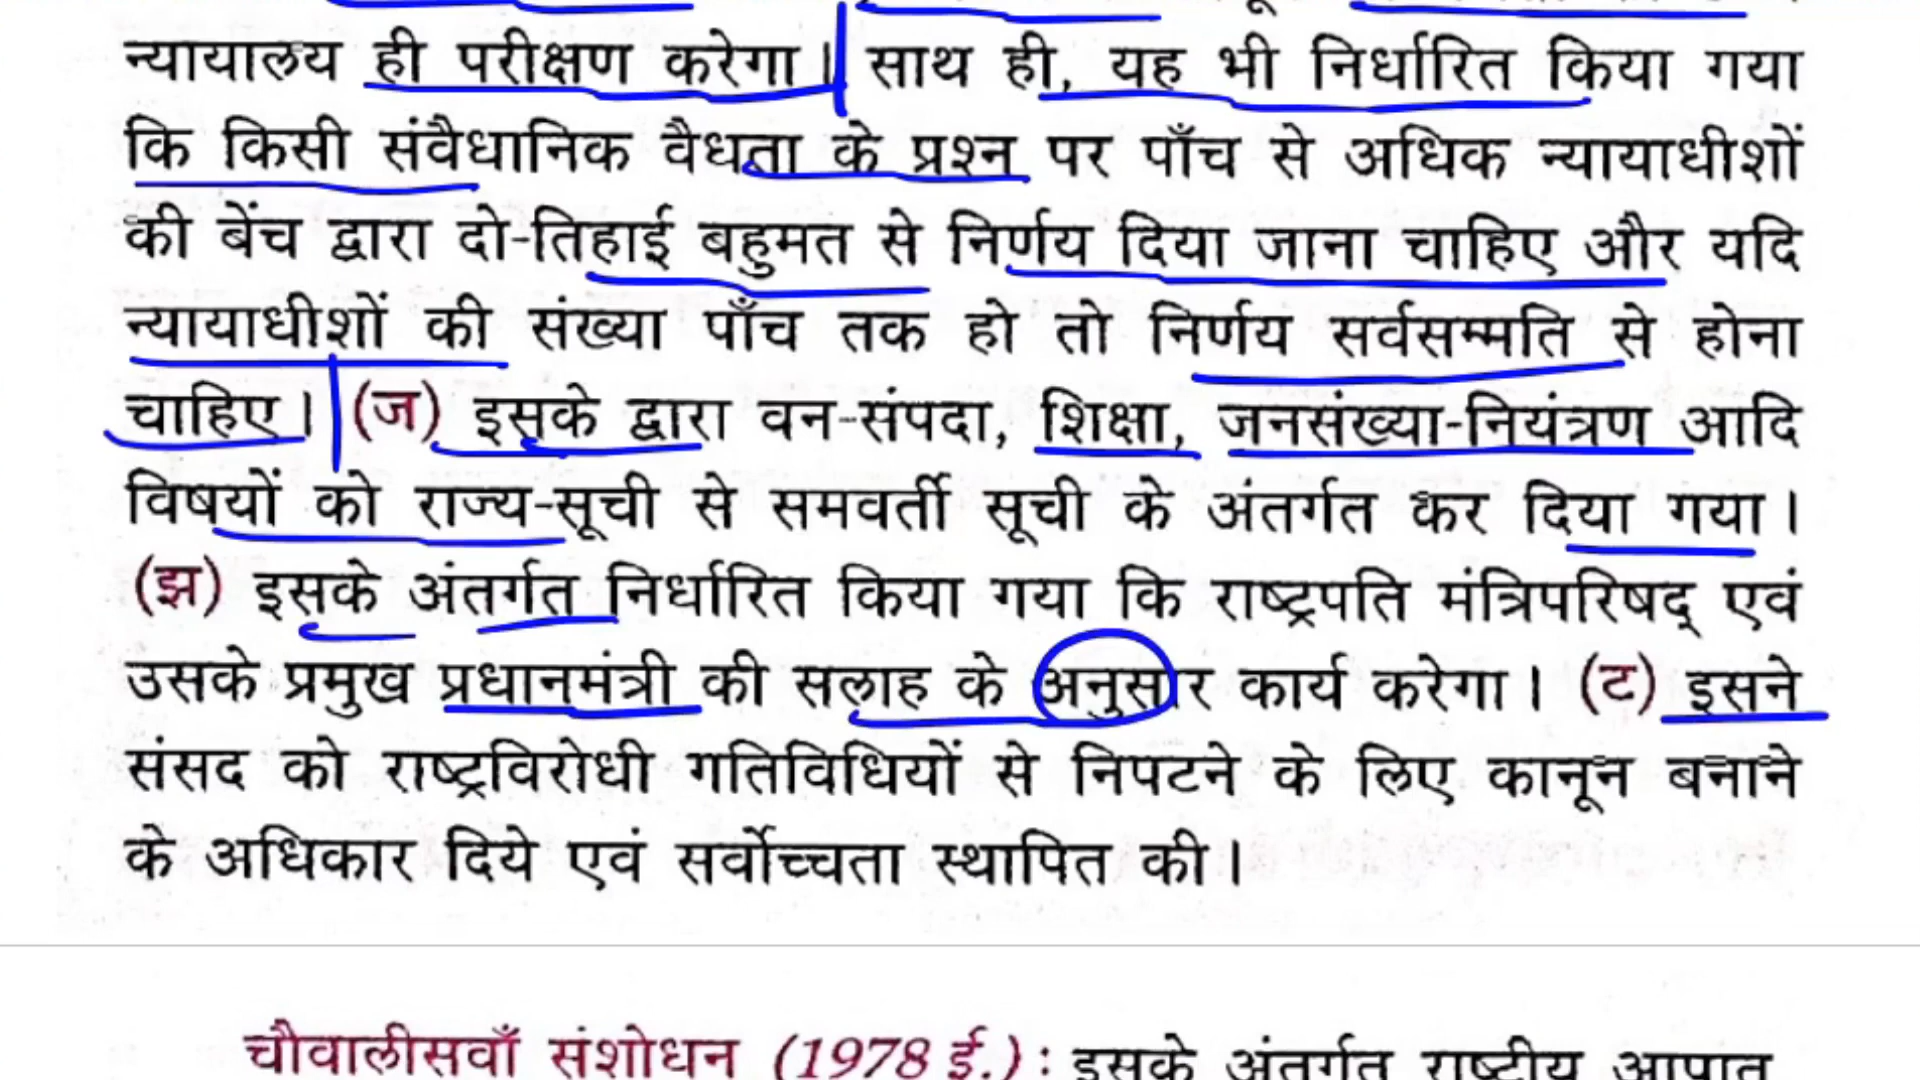 न्यायालय ही परीक्षण करेगा। साथ ही, यह भी निर्धारित किया गया
कि किसी संवैधानिक वैधता के प्रश्न पर पाँच से अधिक न्यायाधीशों
की बेंच द्वारा दो-तिहाई बहुमत से निर्णय दिया जाना चाहिए और यदि
न्यायाधीशों की संख्या पाँच तक हो तो निर्णय सर्वसम्मति से होना
चाहिए। (ज) इसके द्वारा वन-संपदा, शिक्षा, जनसंख्या-नियंत्रण आदि
विषयों को राज्य-सूची से समवर्ती सूची के अंतर्गत कर दिया गया।
(झ) इसके अंतर्गत निर्धारित किया गया कि राष्ट्रपति मंत्रिपरिषद् एवं
उसके प्रमुख प्रधानमंत्री की सलाह के अनुसार कार्य करेगा। (ट) इसने
संसद को राष्ट्रविरोधी गतिविधियों से निपटने के लिए कानून बनाने
के अधिकार दिये एवं सर्वोच्चता स्थापित की।
चौवालीसवाँ संशोधन (1978 ई.) : इसके अंतर्गत राष्ट्रीय आपात